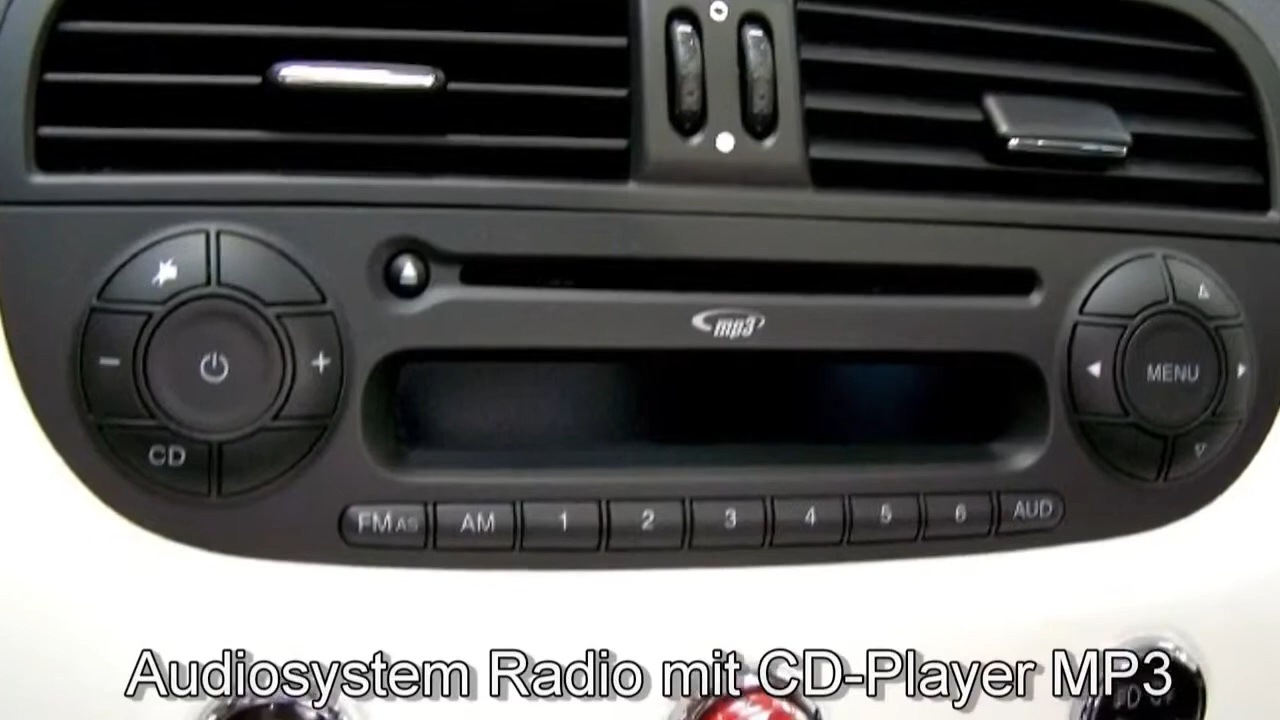 mp3
MENU
CD
FM AS AM 1 2 3 4 5 6 AUD
Audiosystem Radio mit CD-Player MP3